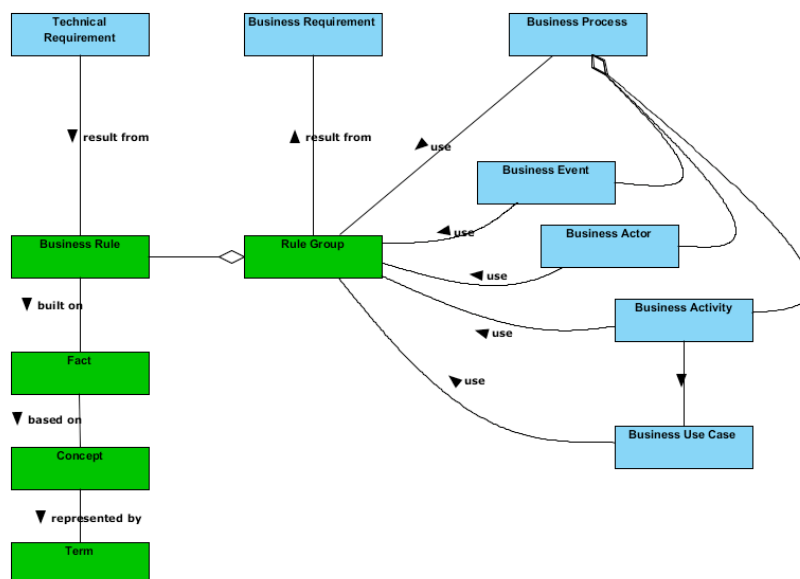 Technical
Requirement
Business Requirement
Business Process
result from
result from
use
Business Event
use
Business Actor
Business Rule
Rule Group
use
built on
Business Activity
use
Fact
use
based on
Business Use Case
Concept
represented by
Term